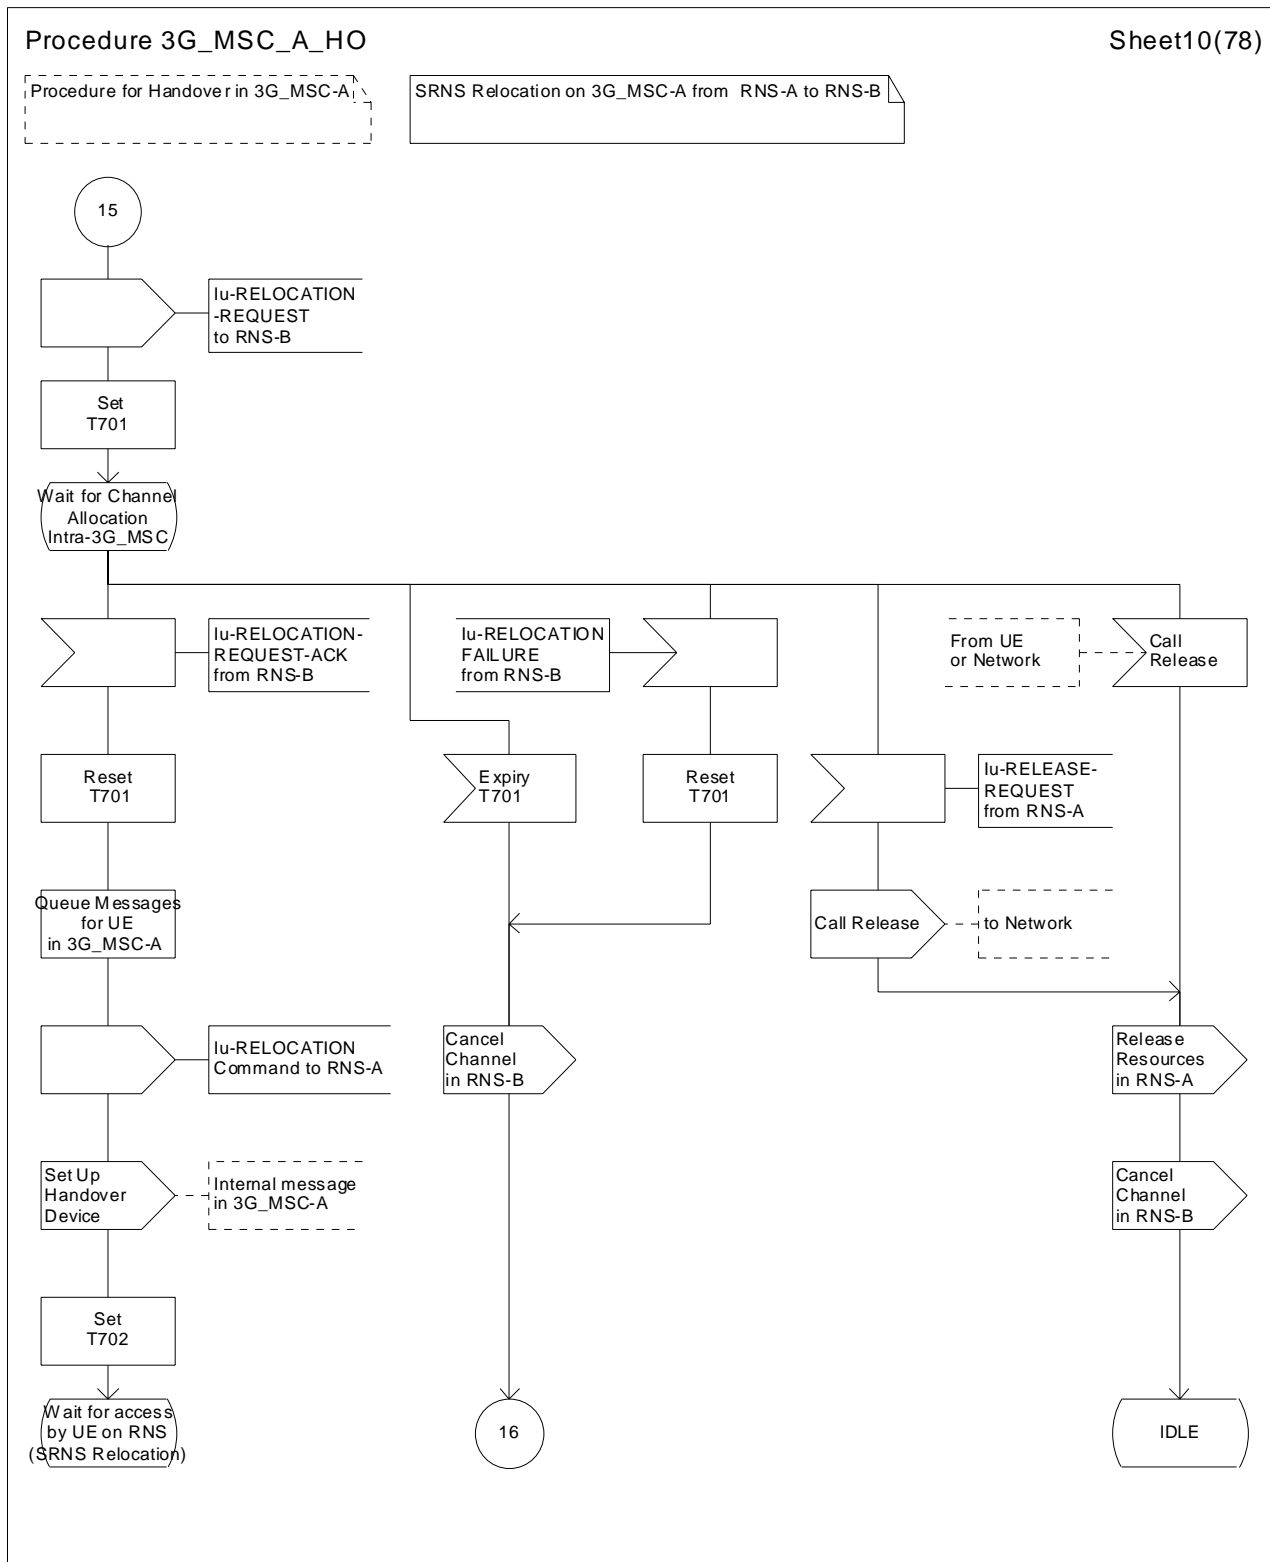 Procedure 3G_MSC_A_HO
Sheet10(78)
Procedure for Handover in 3G_MSC-A
SRNS Relocation on 3G_MSC-A from RNS-A to RNS-B
15
Iu-RELOCATION
-REQUEST
to RNS-B
Set
T701
Wait for Channel
Allocation
Intra-3G_MSC
Iu-RELOCATION-
REQUEST-ACK
from RNS-B
Iu-RELOCATION
FAILURE
from RNS-B
From UE
or Network
Call
Release
Reset
T701
Expiry
T701
Reset
T701
Iu-RELEASE-
REQUEST
from RNS-A
Queue Messages
for UE
in 3G_MSC-A
Call Release
to Network
Iu-RELOCATION
Command to RNS-A
Cancel
Channel
in RNS-B
Release
Resources
in RNS-A
Set Up
Handover
Device
Internal message
in 3G_MSC-A
Cancel
Channel
in RNS-B
Set
T702
Wait for access
by UE on RNS
(SRNS Relocation)
16
IDLE